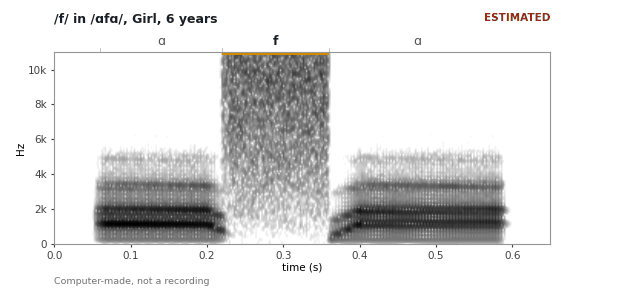 /f/ in /ɑfɑ/, Girl, 6 years
ESTIMATED
ɑ f ɑ
10k
8k
6k
4k
2k
0
Hz
0.0 0.1 0.2 0.3 0.4 0.5 0.6
time (s)
Computer-made, not a recording